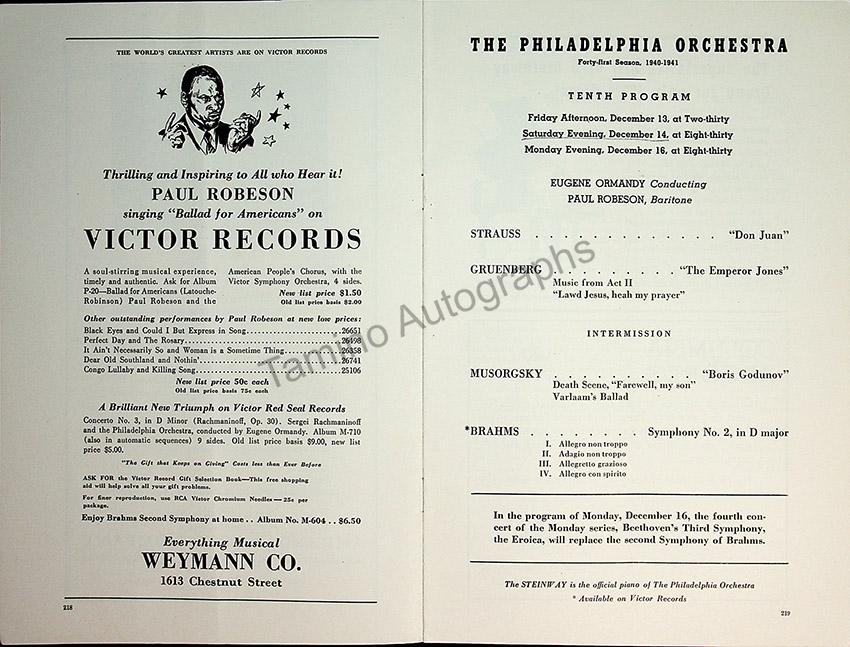 THE WORLD'S GREATEST ARTISTS ARE ON VICTOR RECORDS
Thrilling and Inspiring to All who Hear it!
PAUL ROBESON
singing "Ballad for Americans" on
VICTOR RECORDS
A soul-stirring musical experience,
timely and authentic. Ask for Album
P-20—Ballad for Americans (Latouche-
Robinson) Paul Robeson and the
American People's Chorus, with the
Victor Symphony Orchestra, 4 sides.
New list price $1.50
Old list price basis $2.00
Other outstanding performances by Paul Robeson at new low prices:
Black Eyes and Could I But Express in Song....................26651
Perfect Day and The Rosary....................26498
It Ain't Necessarily So and Woman is a Sometime Thing....................26358
Dear Old Southland and Nothin'....................26741
Congo Lullaby and Killing Song....................25106
New list price 50c each
Old list price basis 75c each
A Brilliant New Triumph on Victor Red Seal Records
Concerto No. 3, in D Minor (Rachmaninoff, Op. 30). Sergei Rachmaninoff
and the Philadelphia Orchestra, conducted by Eugene Ormandy. Album M-710
(also in automatic sequences) 9 sides. Old list price basis $9.00, new list
price $5.00.
"The Gift that Keeps on Giving" Costs less than Ever Before
ASK FOR the Victor Record Gift Selection Book—This free shopping
aid will help solve all your gift problems.
For finer reproduction, use RCA Victor Chromium Needles—25c per
package.
Enjoy Brahms Second Symphony at home . . Album No. M-604 . . $6.50
Everything Musical
WEYMANN CO.
1613 Chestnut Street
218
THE PHILADELPHIA ORCHESTRA
Forty-first Season, 1940-1941
TENTH PROGRAM
Friday Afternoon, December 13, at Two-thirty
Saturday Evening, December 14, at Eight-thirty
Monday Evening, December 16, at Eight-thirty
EUGENE ORMANDY Conducting
PAUL ROBESON, Baritone
STRAUSS . . . . . . . . . . . . . "Don Juan"
GRUENBERG . . . . . . . . . "The Emperor Jones"
Music from Act II
"Lawd Jesus, heah my prayer"
INTERMISSION
MUSORGSKY . . . . . . . . . . "Boris Godunov"
Death Scene, "Farewell, my son"
Varlaam's Ballad
*BRAHMS . . . . . . . Symphony No. 2, in D major
I. Allegro non troppo
II. Adagio non troppo
III. Allegretto grazioso
IV. Allegro con spirito
In the program of Monday, December 16, the fourth con-
cert of the Monday series, Beethoven's Third Symphony,
the Eroica, will replace the second Symphony of Brahms.
The STEINWAY is the official piano of The Philadelphia Orchestra
* Available on Victor Records
219
Tamino Autographs